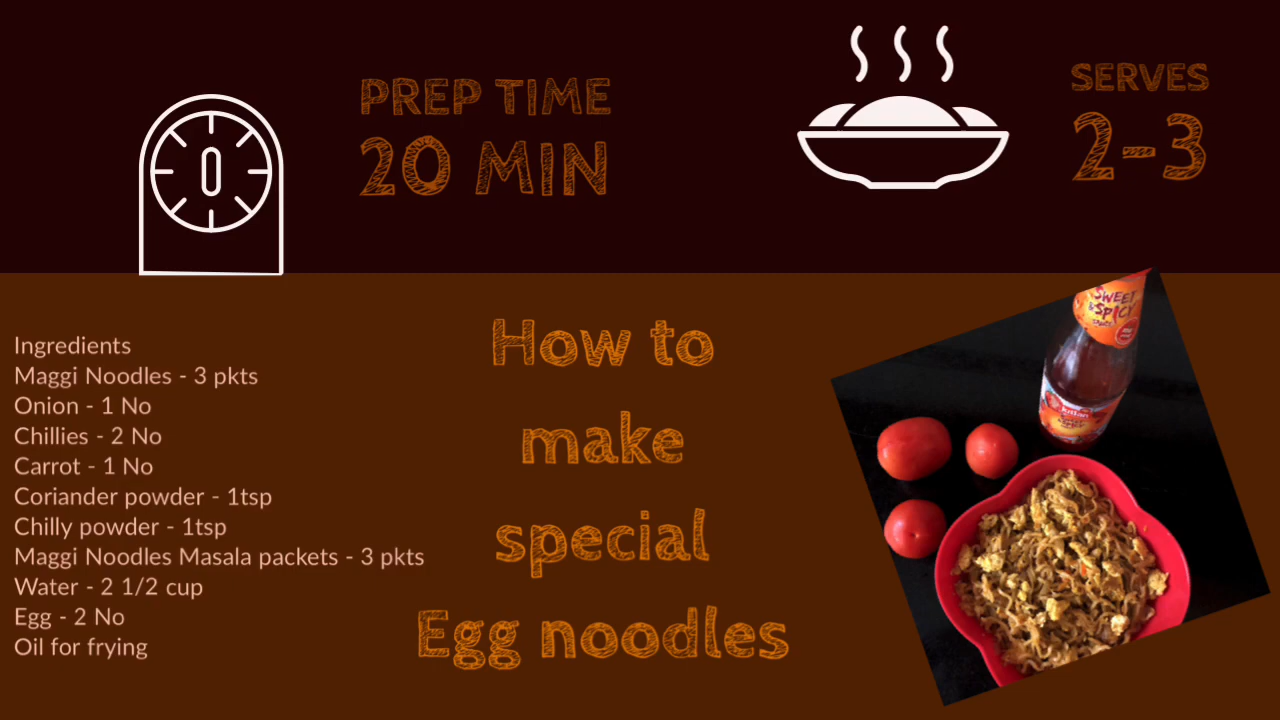 PREP TIME
20 MIN
SERVES
2-3
Ingredients
Maggi Noodles - 3 pkts
Onion - 1 No
Chillies - 2 No
Carrot - 1 No
Coriander powder - 1tsp
Chilly powder - 1tsp
Maggi Noodles Masala packets - 3 pkts
Water - 2 1/2 cup
Egg - 2 No
Oil for frying
How to
make
special
Egg noodles
SWEET
& SPICY
Kissan